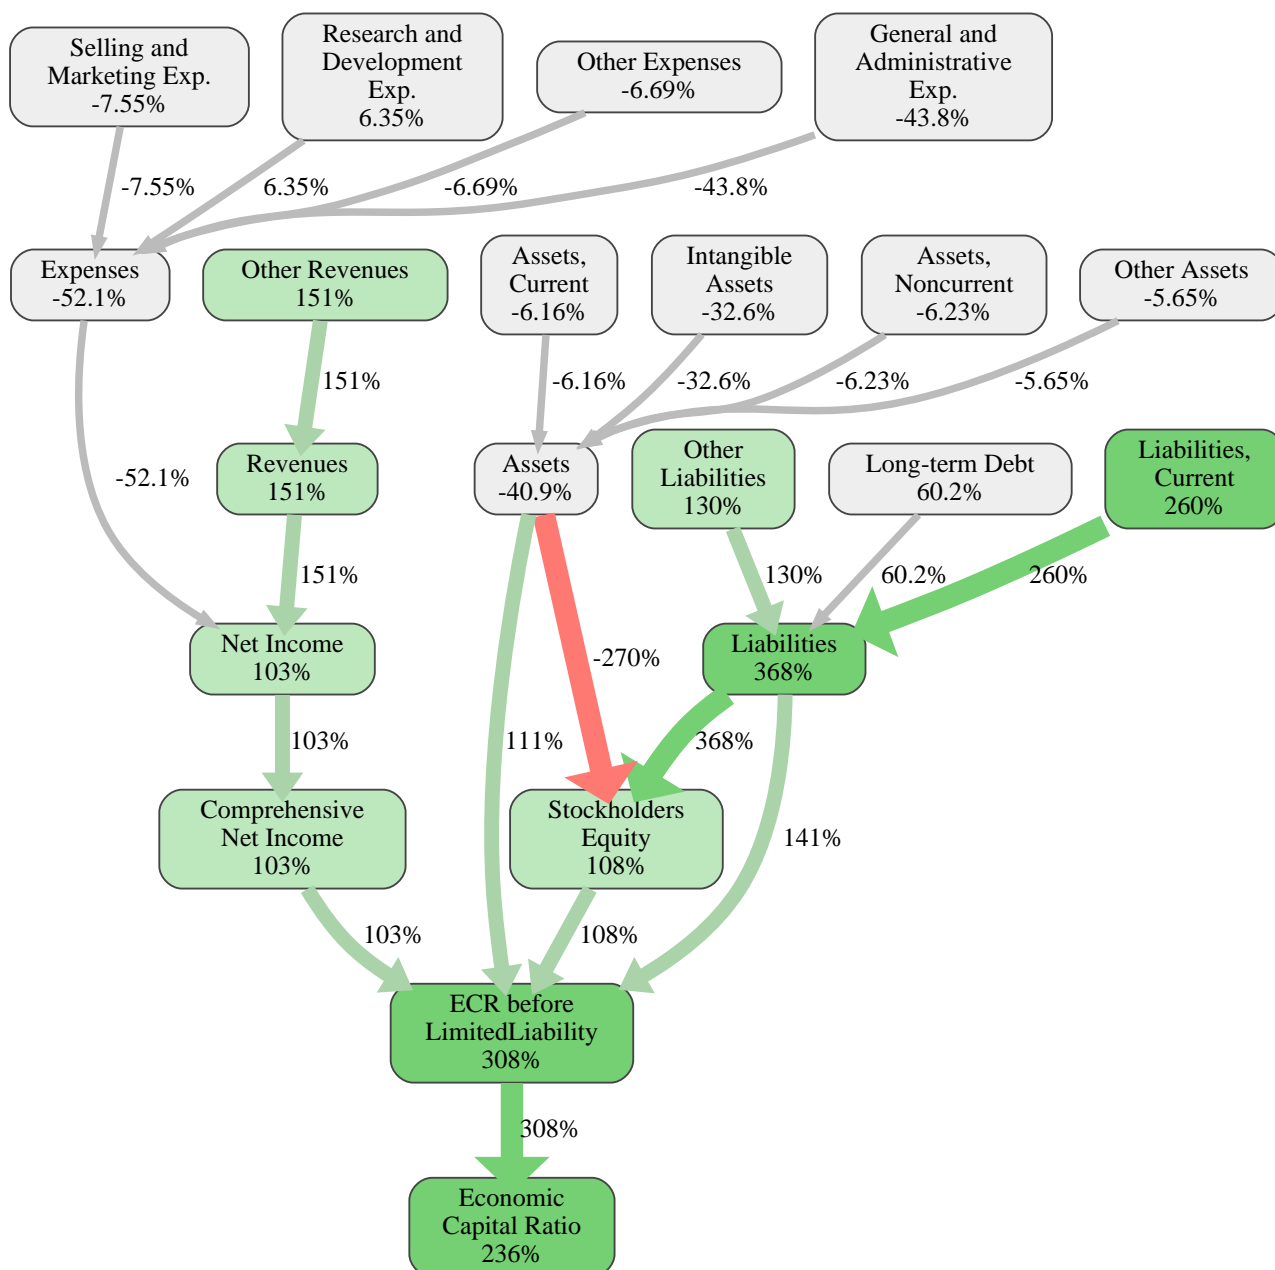 Selling and
Marketing Exp.
-7.55%
Research and
Development
Exp.
6.35%
Other Expenses
-6.69%
General and
Administrative
Exp.
-43.8%
-7.55%
6.35%
-6.69%
-43.8%
Expenses
-52.1%
Other Revenues
151%
Assets,
Current
-6.16%
Intangible
Assets
-32.6%
Assets,
Noncurrent
-6.23%
Other Assets
-5.65%
151%
-6.16%
-32.6%
-6.23%
-5.65%
-52.1%
Revenues
151%
Assets
-40.9%
Other
Liabilities
130%
Long-term Debt
60.2%
Liabilities,
Current
260%
151%
130%
60.2%
260%
Net Income
103%
-270%
Liabilities
368%
103%
111%
368%
Comprehensive
Net Income
103%
Stockholders
Equity
108%
141%
103%
108%
ECR before
LimitedLiability
308%
308%
Economic
Capital Ratio
236%